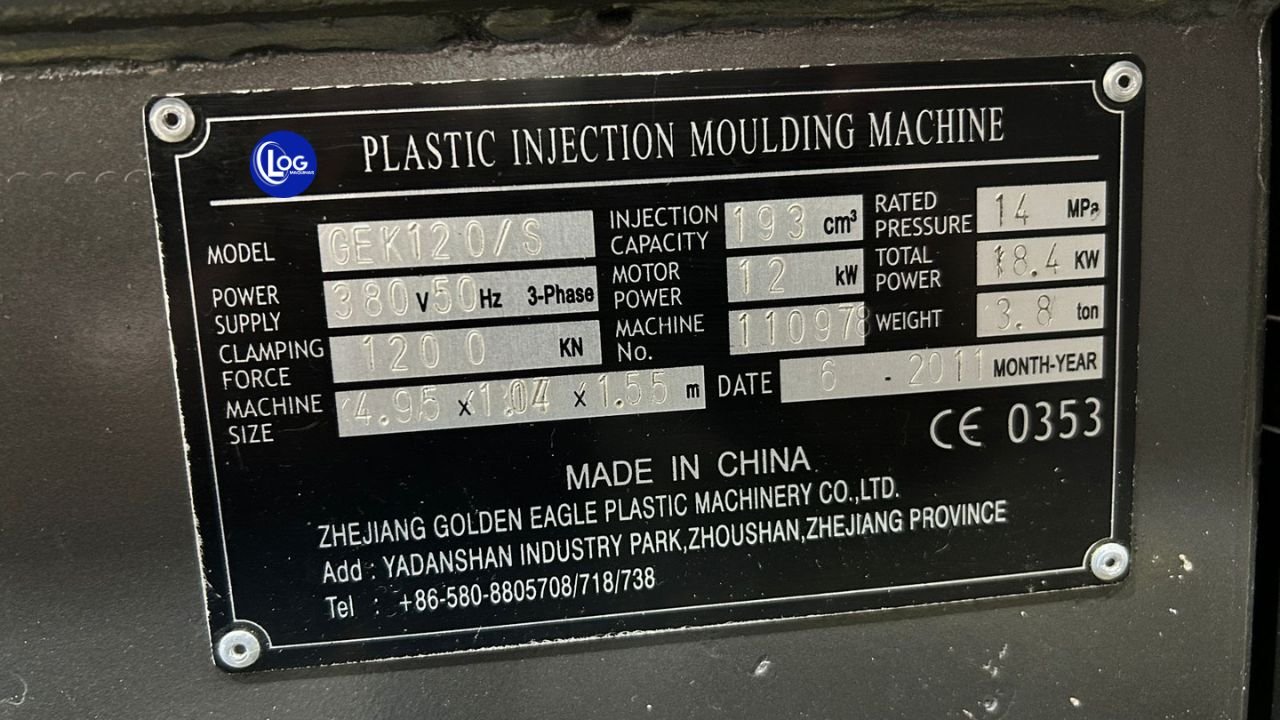 LOG
MAQUINAS
PLASTIC INJECTION MOULDING MACHINE
MODEL GEK120/S
POWER SUPPLY 380 V 50 Hz 3-Phase
CLAMPING FORCE 1200 KN
MACHINE SIZE 4.95 x 1.04 x 1.55 m
INJECTION CAPACITY 193 cm³
MOTOR POWER 12 kW
MACHINE No. 110978
DATE 6 . 2011 MONTH-YEAR
RATED PRESSURE 14 MPa
TOTAL POWER 18.4 KW
WEIGHT 3.8 ton
CE 0353
MADE IN CHINA
ZHEJIANG GOLDEN EAGLE PLASTIC MACHINERY CO.,LTD.
Add : YADANSHAN INDUSTRY PARK,ZHOUSHAN,ZHEJIANG PROVINCE
Tel : +86-580-8805708/718/738